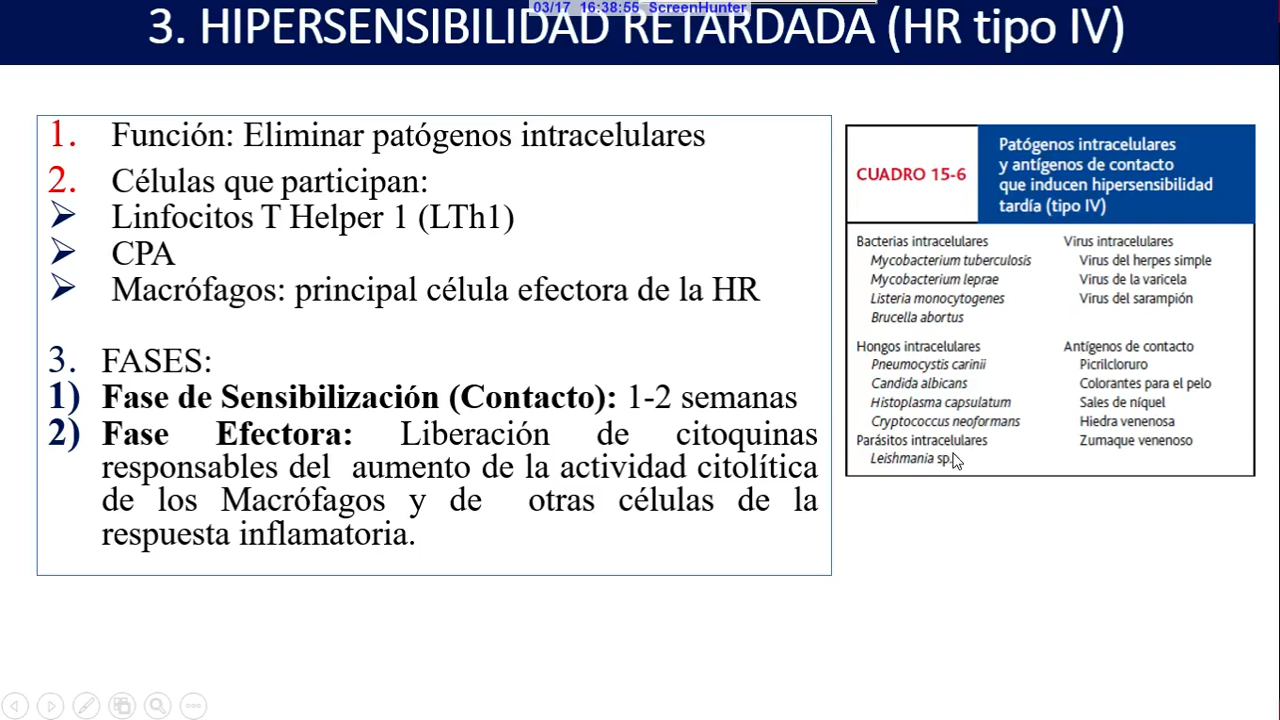 03/17 16:38:55 ScreenHunter
3. HIPERSENSIBILIDAD RETARDADA (HR tipo IV)
1. Función: Eliminar patógenos intracelulares
2. Células que participan:
Linfocitos T Helper 1 (LTh1)
CPA
Macrófagos: principal célula efectora de la HR
3. FASES:
1) Fase de Sensibilización (Contacto): 1-2 semanas
2) Fase Efectora: Liberación de citoquinas
responsables del aumento de la actividad citolítica
de los Macrófagos y de otras células de la
respuesta inflamatoria.
CUADRO 15-6
Patógenos intracelulares
y antígenos de contacto
que inducen hipersensibilidad
tardía (tipo IV)
Bacterias intracelulares
Mycobacterium tuberculosis
Mycobacterium leprae
Listeria monocytogenes
Brucella abortus
Hongos intracelulares
Pneumocystis carinii
Candida albicans
Histoplasma capsulatum
Cryptococcus neoformans
Parásitos intracelulares
Leishmania sp.
Virus intracelulares
Virus del herpes simple
Virus de la varicela
Virus del sarampión
Antígenos de contacto
Picrilcloruro
Colorantes para el pelo
Sales de níquel
Hiedra venenosa
Zumaque venenoso